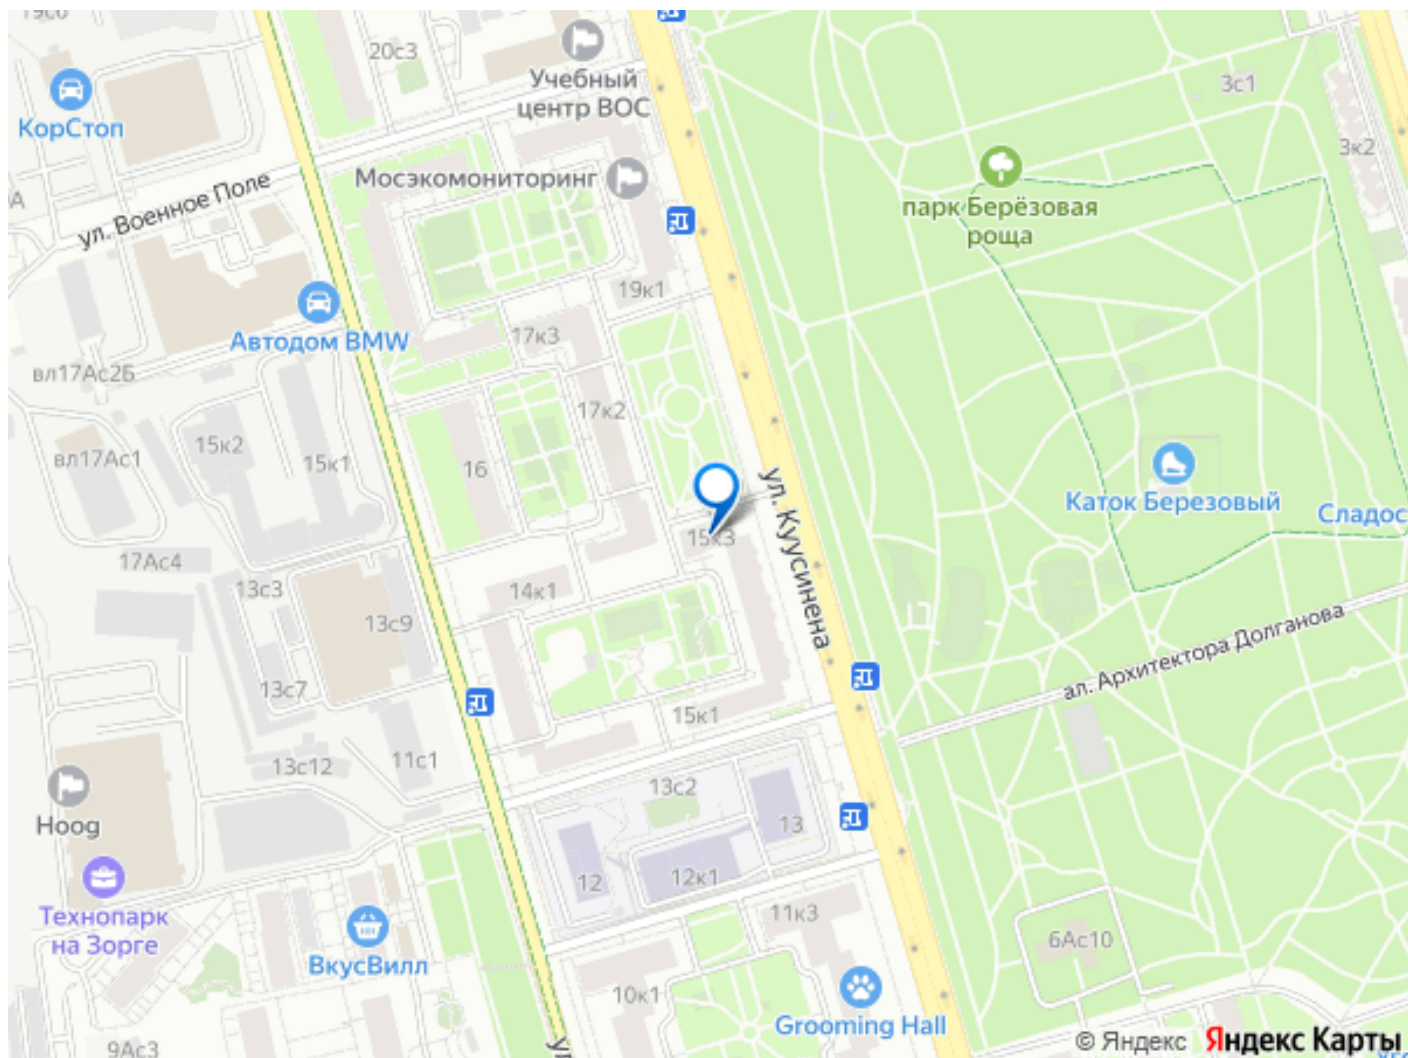 19с6
20с3
Учебный
центр ВОС
3с1
КорСтоп
3к2
Мосэкомониторинг
ул. Военное Поле
парк Берёзовая
роща
19к1
Автодом BMW
17к3
вл17Ас2Б
17к2
15к2
вл17Ас1
15к1
16
ул. Куусинена
Каток Березовый
Сладос
15к3
17Ас4
13с3
14к1
13с9
ал. Архитектора Долганова
13с7
15к1
11с1
13с12
13с2
Hoog
13
12
12к1
Технопарк
на Зорге
11к3
6Ас10
ВкусВилл
10к1
Grooming Hall
9Ас3
© Яндекс Яндекс Карты